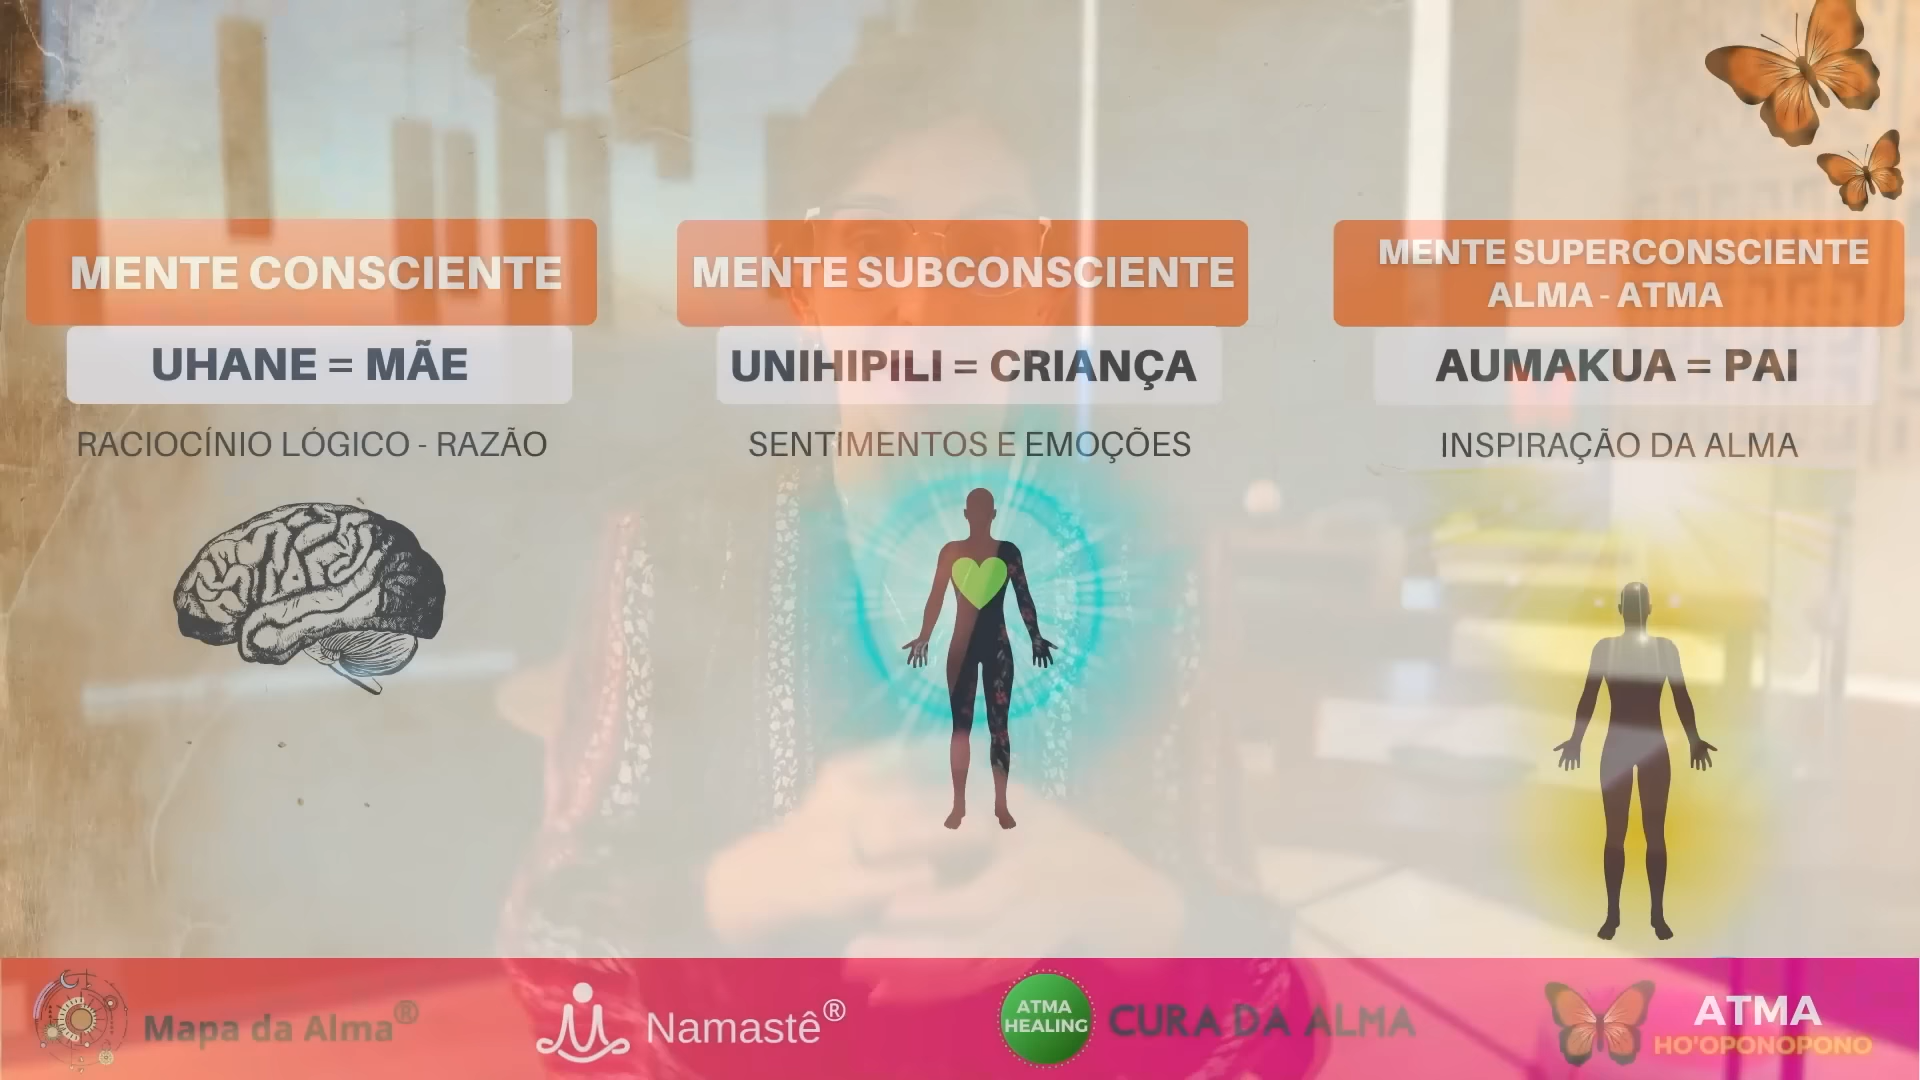 MENTE CONSCIENTE
UHANE = MÃE
RACIOCÍNIO LÓGICO - RAZÃO
MENTE SUBCONSCIENTE
UNIHIPILI = CRIANÇA
SENTIMENTOS E EMOÇÕES
MENTE SUPERCONSCIENTE
ALMA - ATMA
AUMAKUA = PAI
INSPIRAÇÃO DA ALMA
Mapa da Alma®
Namastê®
ATMA
HEALING
CURA DA ALMA
ATMA
HO'OPONOPONO